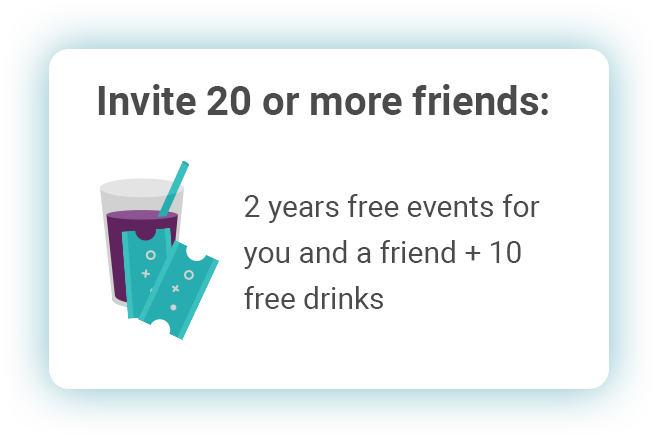 Invite 20 or more friends:
2 years free events for
you and a friend + 10
free drinks